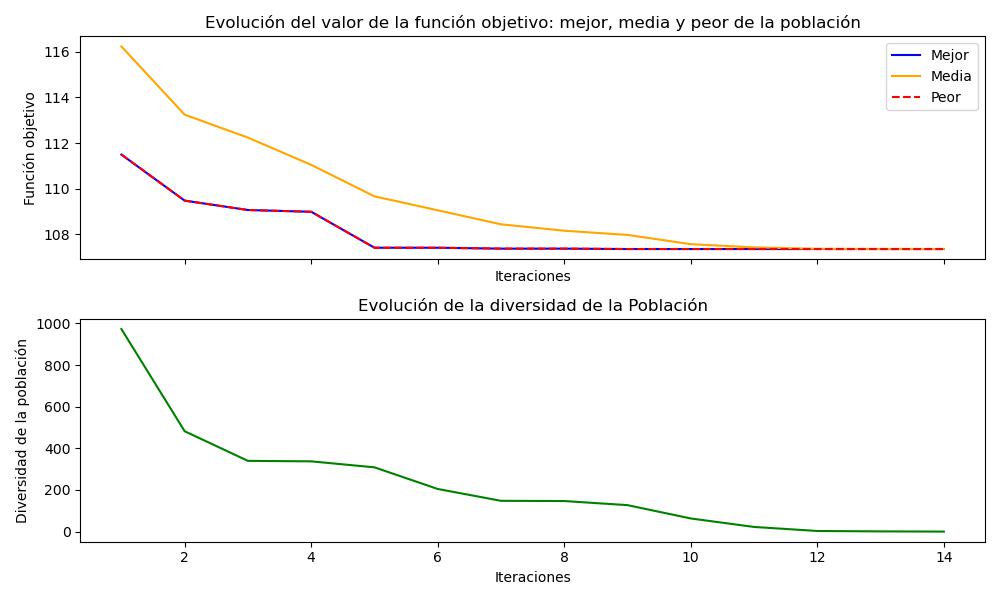 Evolución del valor de la función objetivo: mejor, media y peor de la población
116
114
112
110
108
Función objetivo
Mejor
Media
Peor
Iteraciones
Evolución de la diversidad de la Población
1000
800
600
400
200
0
Diversidad de la población
2 4 6 8 10 12 14
Iteraciones